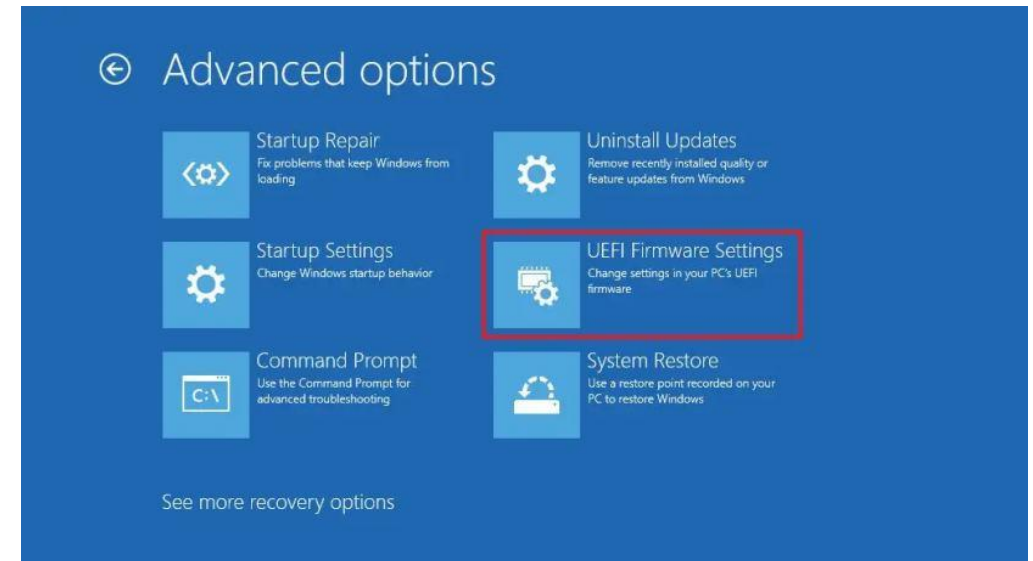 Advanced options
Startup Repair
Fix problems that keep Windows from
loading
Uninstall Updates
Remove recently installed quality or
feature updates from Windows
Startup Settings
Change Windows startup behavior
UEFI Firmware Settings
Change settings in your PC's UEFI
firmware
Command Prompt
Use the Command Prompt for
advanced troubleshooting
C:\
System Restore
Use a restore point recorded on your
PC to restore Windows
See more recovery options